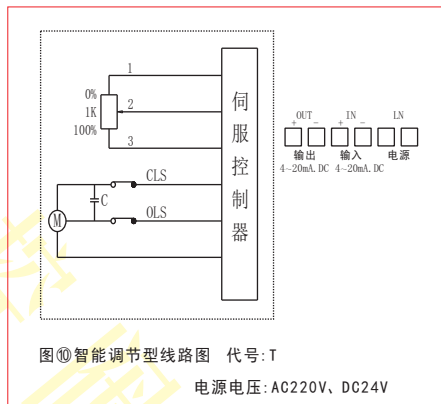 1
0%
1K
2
100%
3
伺服控制器
CLS
C
M
OLS
OUT IN LN
+ − + −
输出 输入 电源
4~20mA.DC 4~20mA.DC
图⑩智能调节型线路图 代号:T
电源电压:AC220V、DC24V